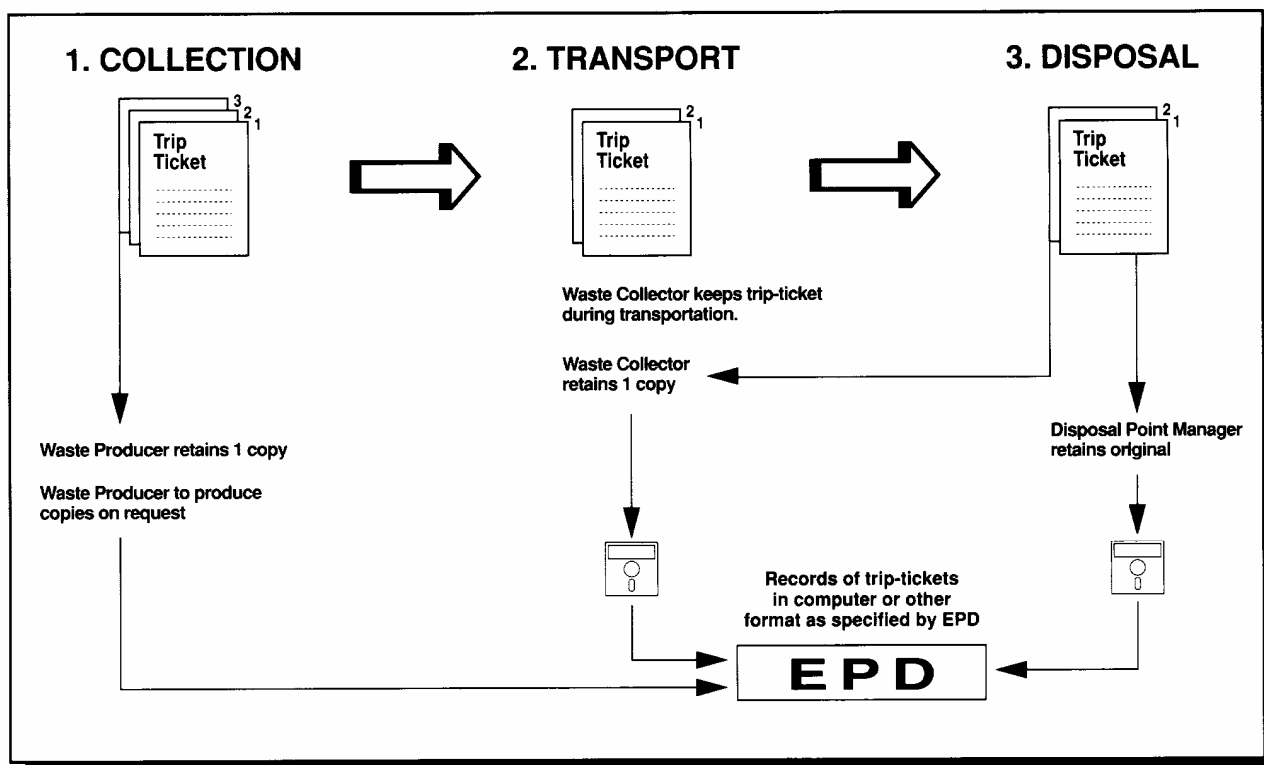 1. COLLECTION
2. TRANSPORT
3. DISPOSAL
3
2
1
Trip
Ticket
2
1
Trip
Ticket
2
1
Trip
Ticket
Waste Collector keeps trip-ticket
during transportation.
Waste Collector
retains 1 copy
Waste Producer retains 1 copy
Waste Producer to produce
copies on request
Disposal Point Manager
retains original
Records of trip-tickets
in computer or other
format as specified by EPD
EPD